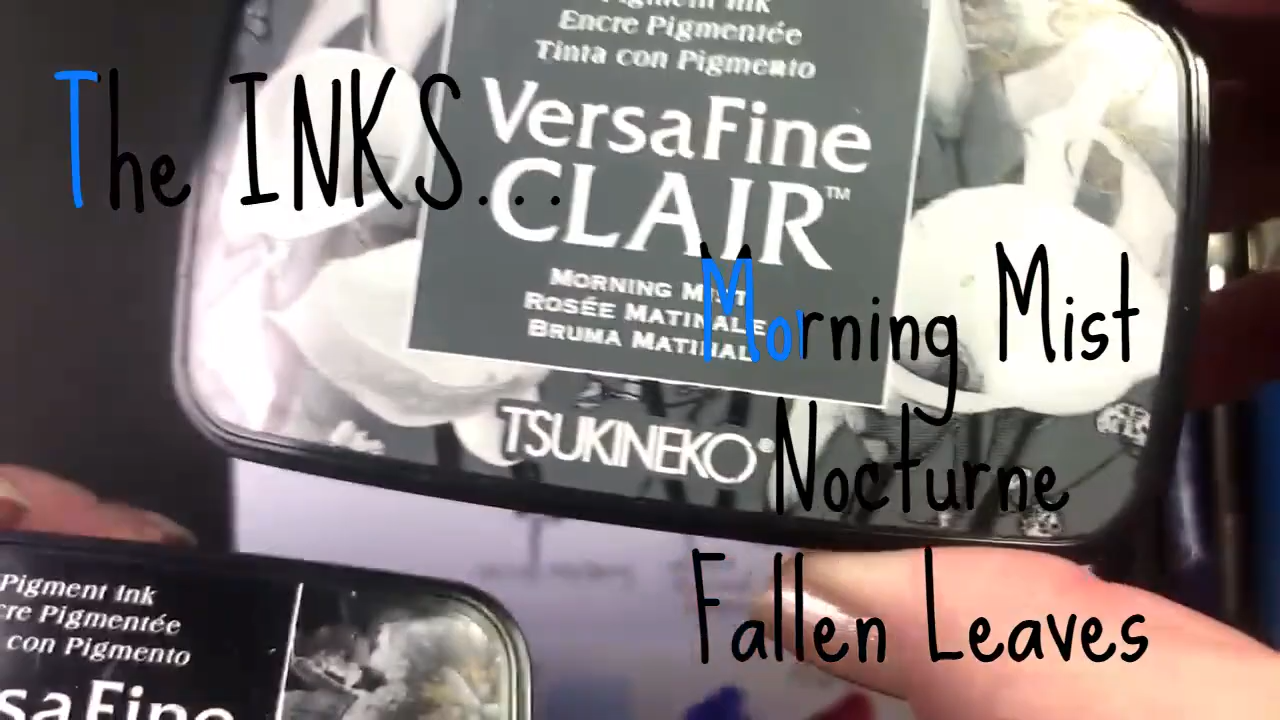 Pigment Ink
Encre Pigmentée
Tinta con Pigmento
The INKS...
VersaFine
CLAIR™
MORNING MIST
ROSÉE MATINALE
BRUMA MATINAL
TSUKINEKO®
Morning Mist
Nocturne
Fallen Leaves
Pigment Ink
cre Pigmentée
con Pigmento
saFine